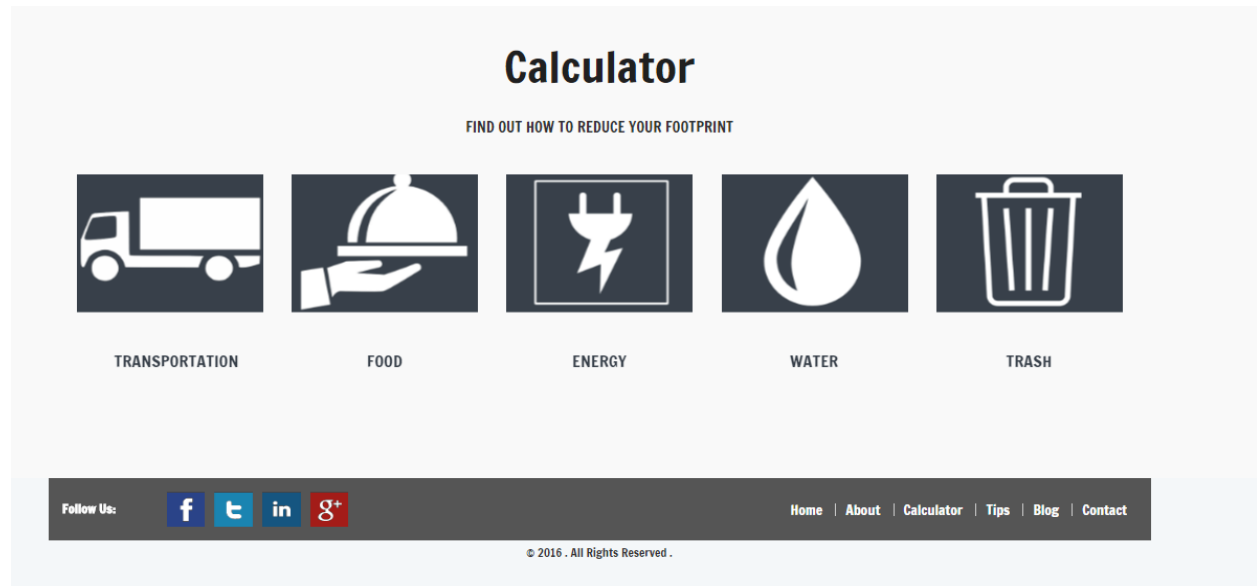 Calculator
FIND OUT HOW TO REDUCE YOUR FOOTPRINT
TRANSPORTATION FOOD ENERGY WATER TRASH
Follow Us: f t in g+ Home | About | Calculator | Tips | Blog | Contact
© 2016 . All Rights Reserved .